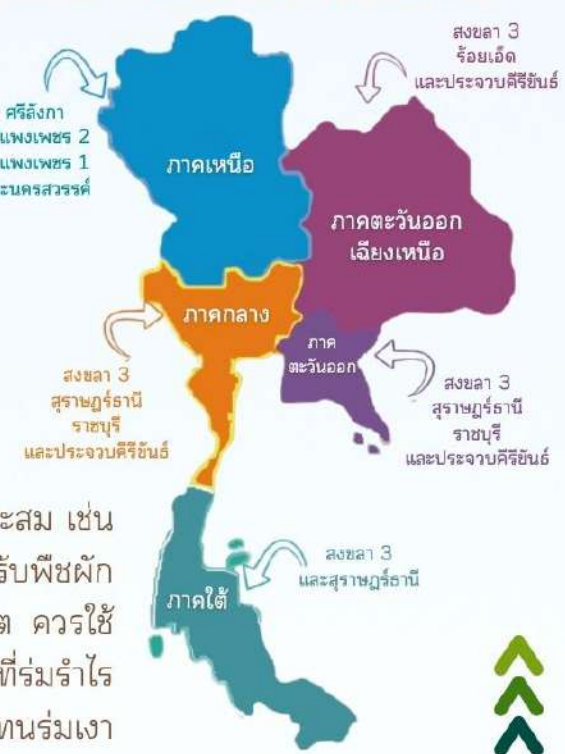 สงขลา 3
ร้อยเอ็ด
และประจวบคีรีขันธ์
ศรีลังกา
แพงเพชร 2
แพงเพชร 1
ะนครสวรรค์
ภาคเหนือ
ภาคตะวันออก
เฉียงเหนือ
ภาคกลาง
ภาค
ตะวันออก
สงขลา 3
สุราษฎร์ธานี
ราชบุรี
และประจวบคีรีขันธ์
สงขลา 3
สุราษฎร์ธานี
ราชบุรี
และประจวบคีรีขันธ์
ะสม เช่น
รับพืชผัก
ต ควรใช้
ที่ร่มรำไร
ทนร่มเงา
สงขลา 3
และสุราษฎร์ธานี
ภาคใต้